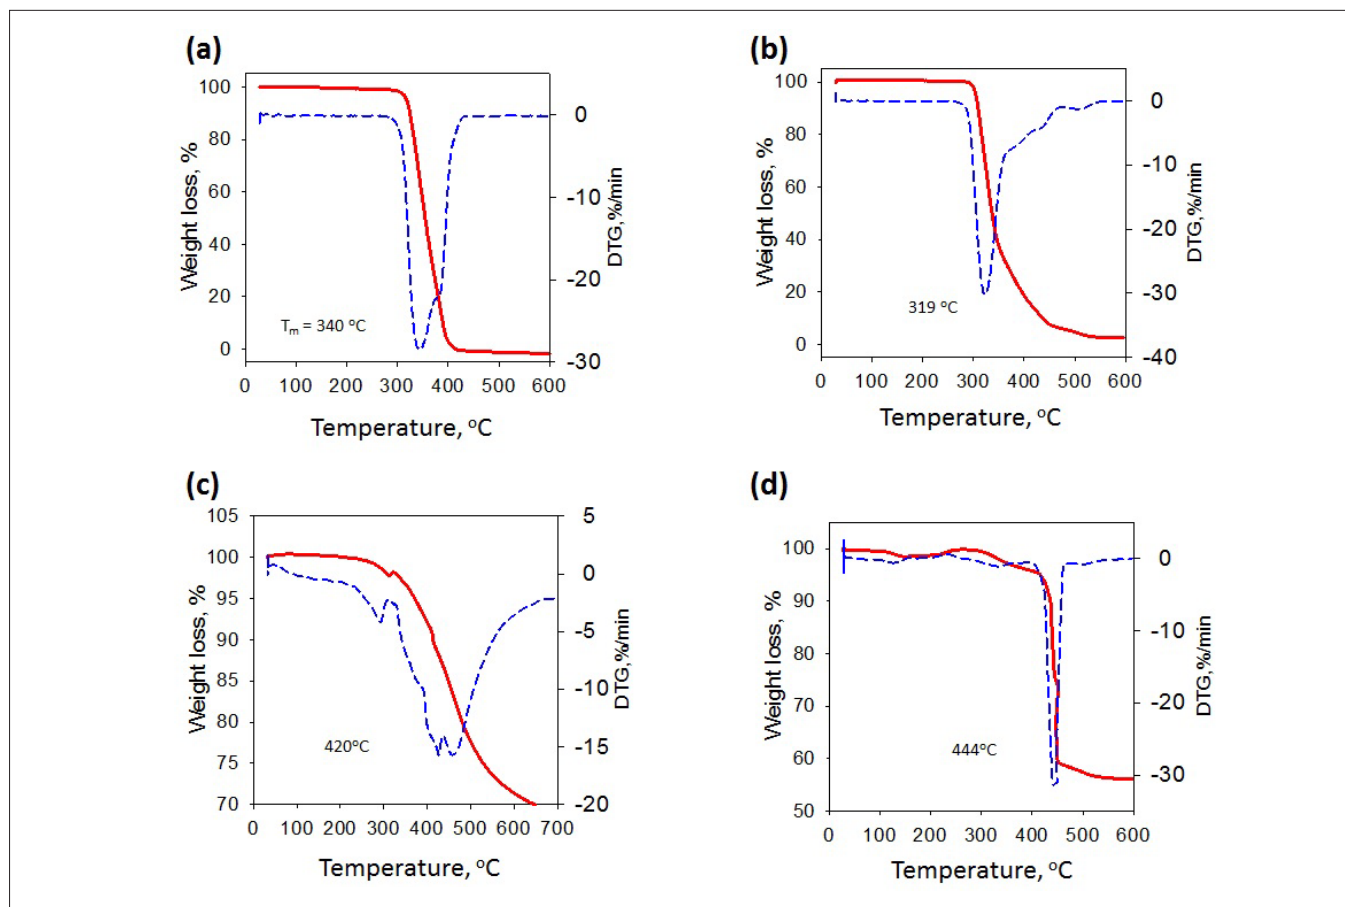 (a)
100
80
60
40
20
0
Weight loss, %
0
-10
-20
-30
DTG,%/min
T_m = 340 °C
0 100 200 300 400 500 600
Temperature, °C
(b)
100
80
60
40
20
0
Weight loss, %
0
-10
-20
-30
-40
DTG,%/min
319 °C
0 100 200 300 400 500 600
Temperature, °C
(c)
105
100
95
90
85
80
75
70
Weight loss, %
5
0
-5
-10
-15
-20
DTG,%/min
420°C
0 100 200 300 400 500 600 700
Temperature, °C
(d)
100
90
80
70
60
50
Weight loss, %
0
-10
-20
-30
DTG,%/min
444°C
0 100 200 300 400 500 600
Temperature, °C